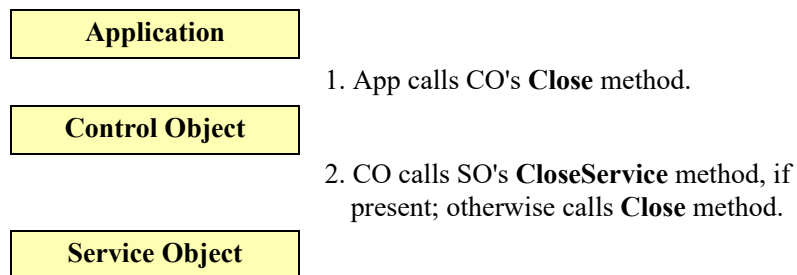 Application
1. App calls CO's Close method.
Control Object
2. CO calls SO's CloseService method, if
present; otherwise calls Close method.
Service Object